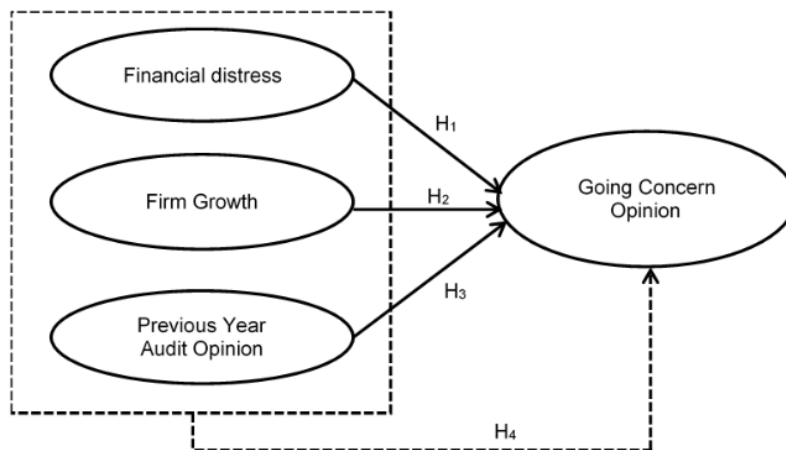 Financial distress
H₁
Firm Growth
H₂
Going Concern
Opinion
H₃
Previous Year
Audit Opinion
H₄